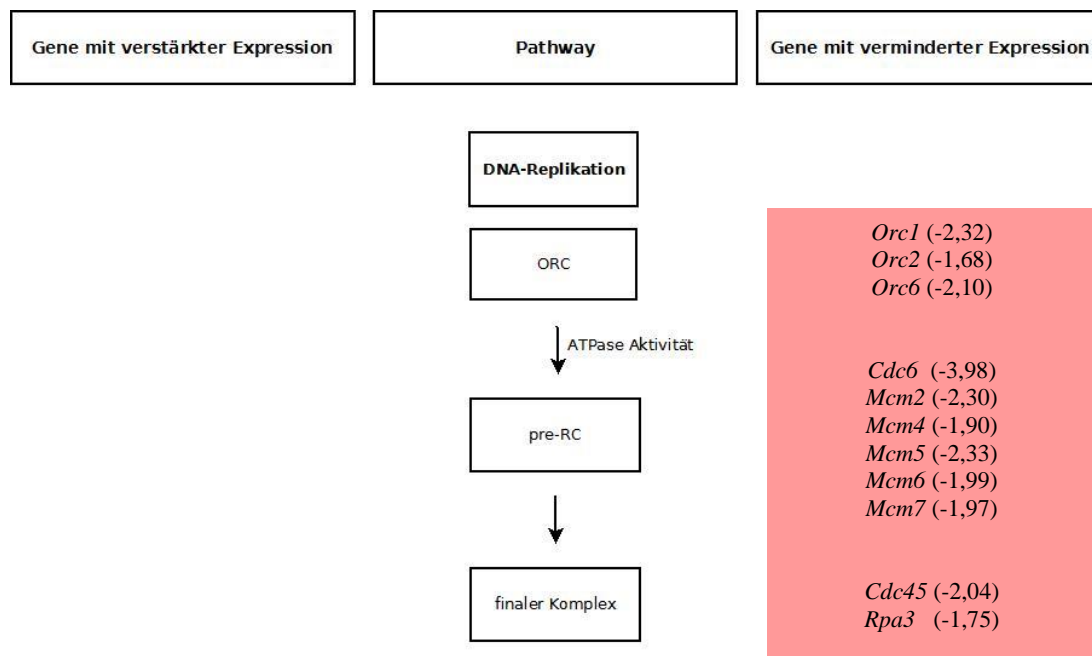 Gene mit verstärkter Expression
Pathway
Gene mit verminderter Expression
DNA-Replikation
ORC
Orc1 (-2,32)
Orc2 (-1,68)
Orc6 (-2,10)
ATPase Aktivität
pre-RC
Cdc6 (-3,98)
Mcm2 (-2,30)
Mcm4 (-1,90)
Mcm5 (-2,33)
Mcm6 (-1,99)
Mcm7 (-1,97)
finaler Komplex
Cdc45 (-2,04)
Rpa3 (-1,75)